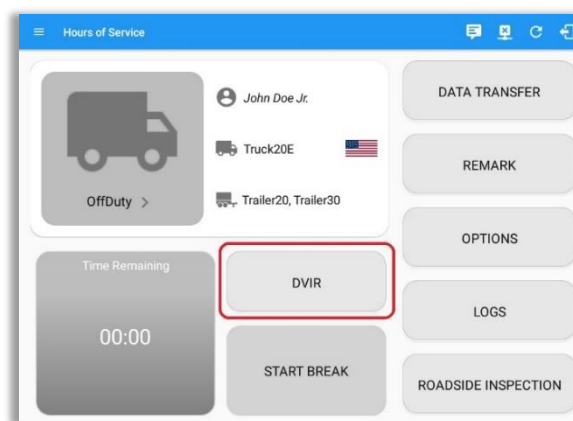 Hours of Service
John Doe Jr.
Truck20E
OffDuty >
Trailer20, Trailer30
Time Remaining
00:00
DVIR
START BREAK
DATA TRANSFER
REMARK
OPTIONS
LOGS
ROADSIDE INSPECTION